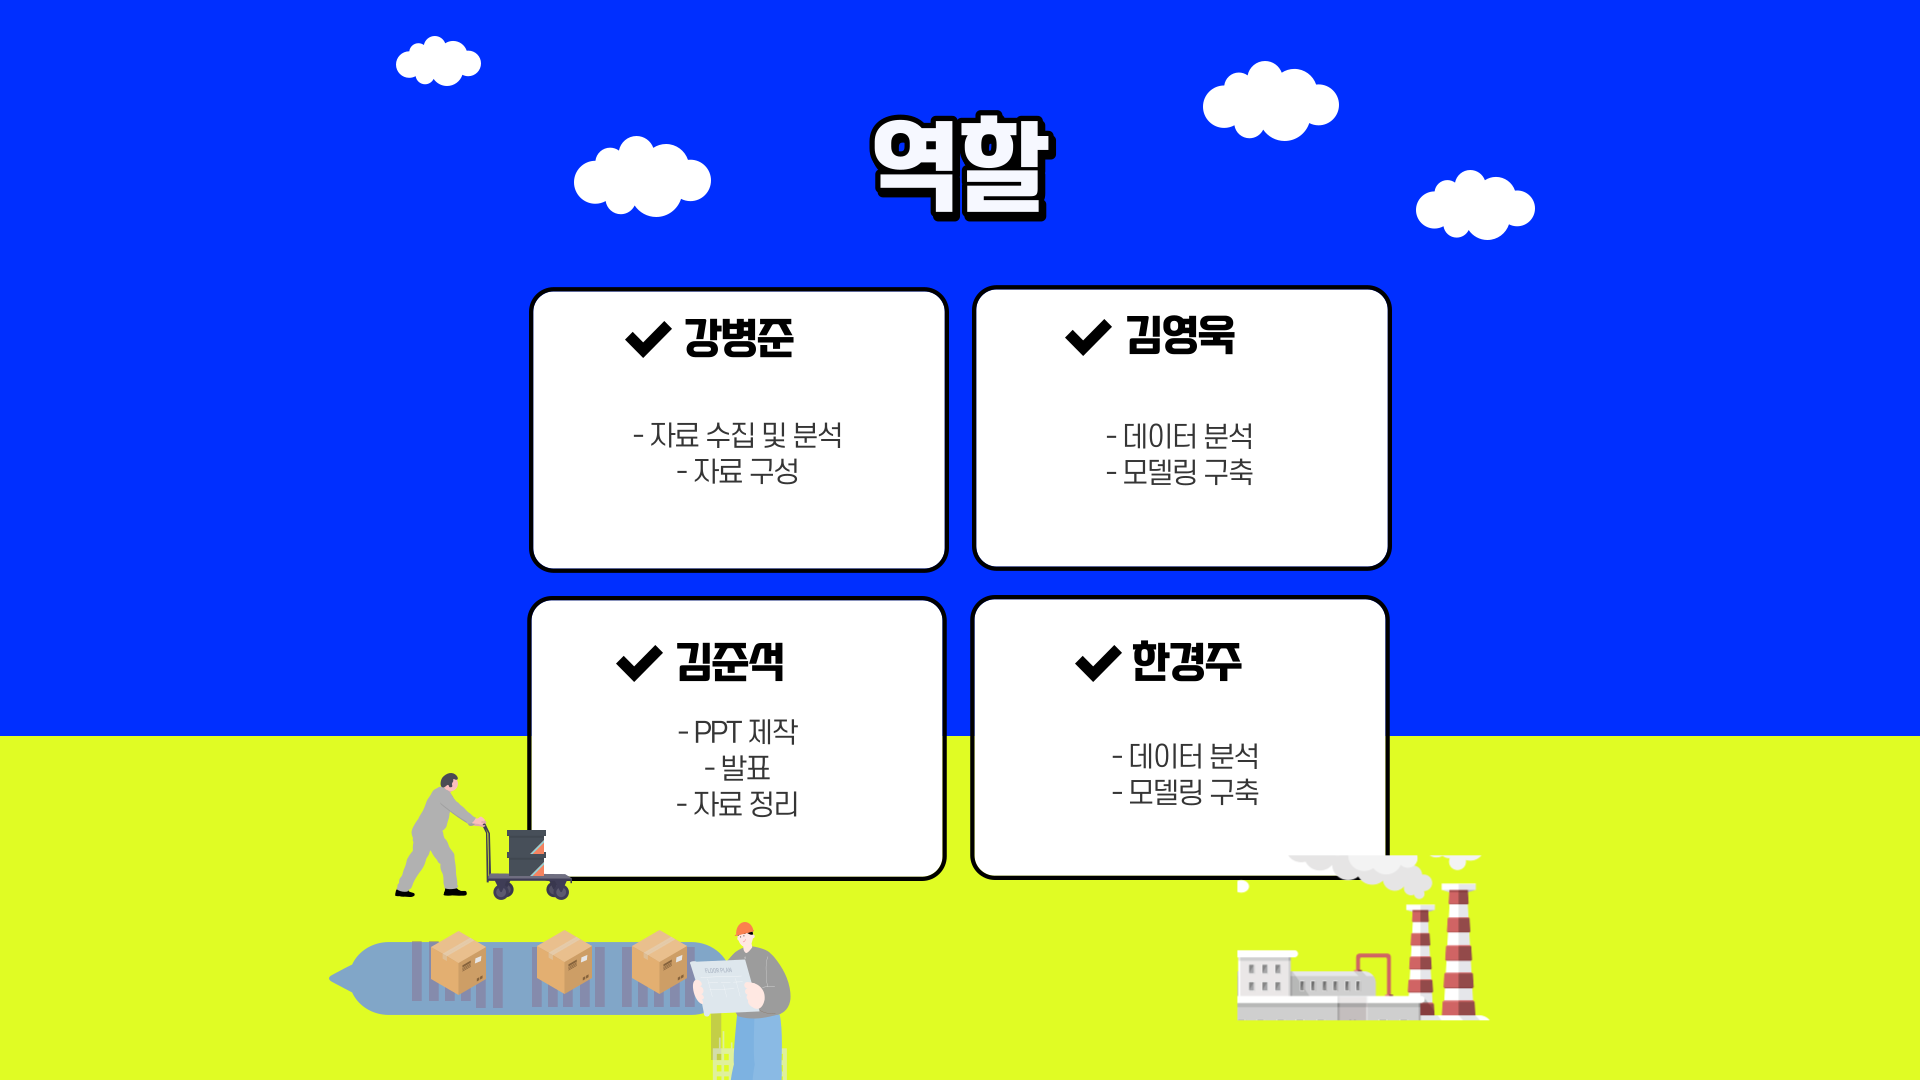 역할
강병준
- 자료 수집 및 분석
- 자료 구성
김영욱
- 데이터 분석
- 모델링 구축
김준석
- PPT 제작
- 발표
- 자료 정리
한경주
- 데이터 분석
- 모델링 구축
FLOOR PLAN